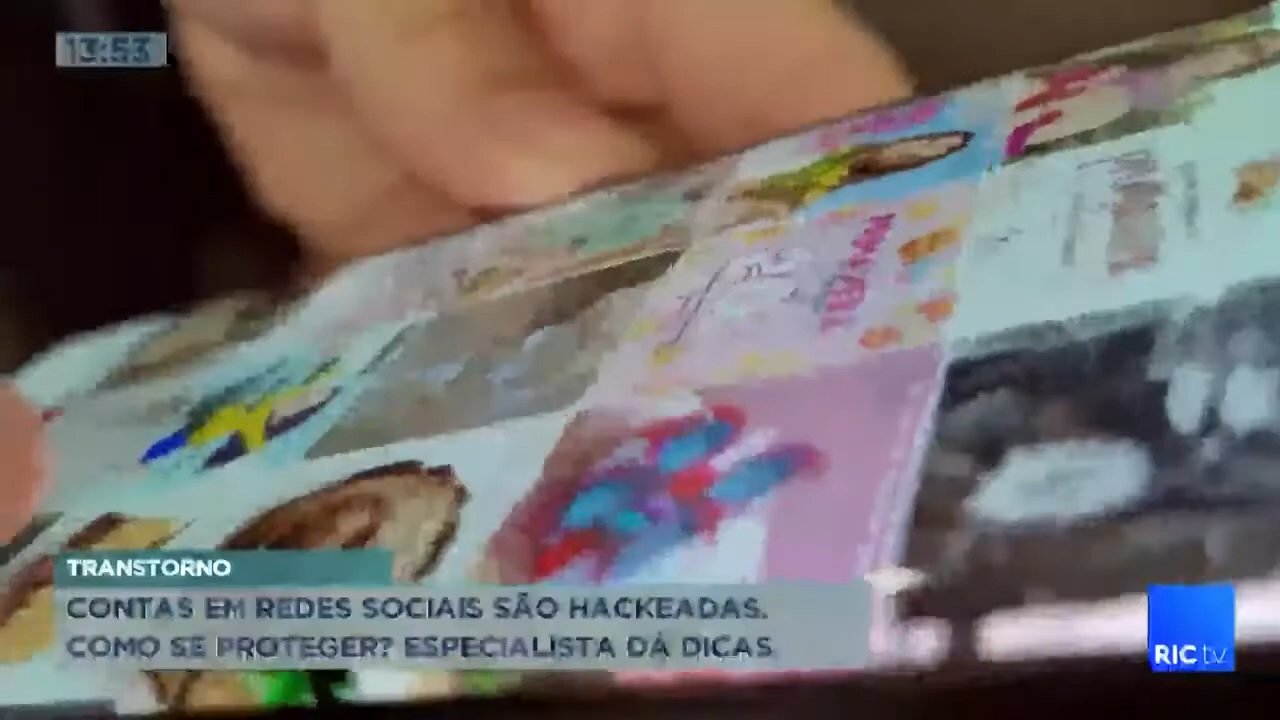 13:53
TRANSTORNO
CONTAS EM REDES SOCIAIS SÃO HACKEADAS.
COMO SE PROTEGER? ESPECIALISTA DÁ DICAS
RIC tv